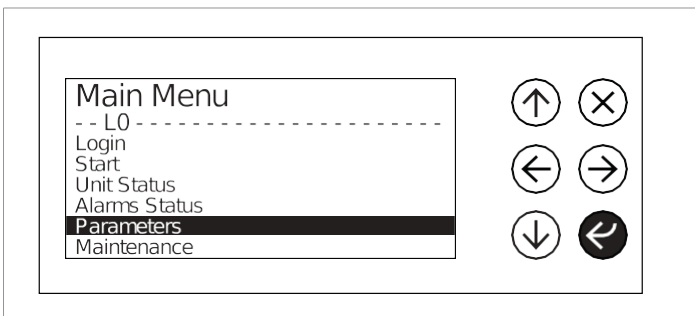 Main Menu
-- L0 - - - - - - - - - - - - - - - - - - - - - -
Login
Start
Unit Status
Alarms Status
Parameters
Maintenance